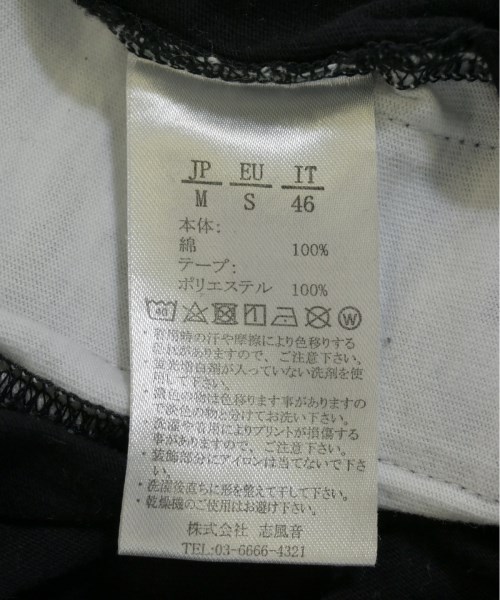 JP EU IT
M S 46
本体:
綿 100%
テープ:
ポリエステル 100%
40 W
・着用時の汗や摩擦により色移りする
恐れがありますので、ご注意下さい。
・蛍光増白剤が入っていない洗剤を使
用して下さい。
・濃色の物は色移ります事がありますの
で淡色の物と分けてお洗い下さい。
・洗濯や着用によりプリントが損傷する
事がありますので、ご注意下さい。
・装飾部分にアイロンは当てないで下さ
い。
・洗濯後直ちに形を整えて干して下さい。
・乾燥機のご使用はお避け下さい。
株式会社 志風音
TEL:03-6666-4321